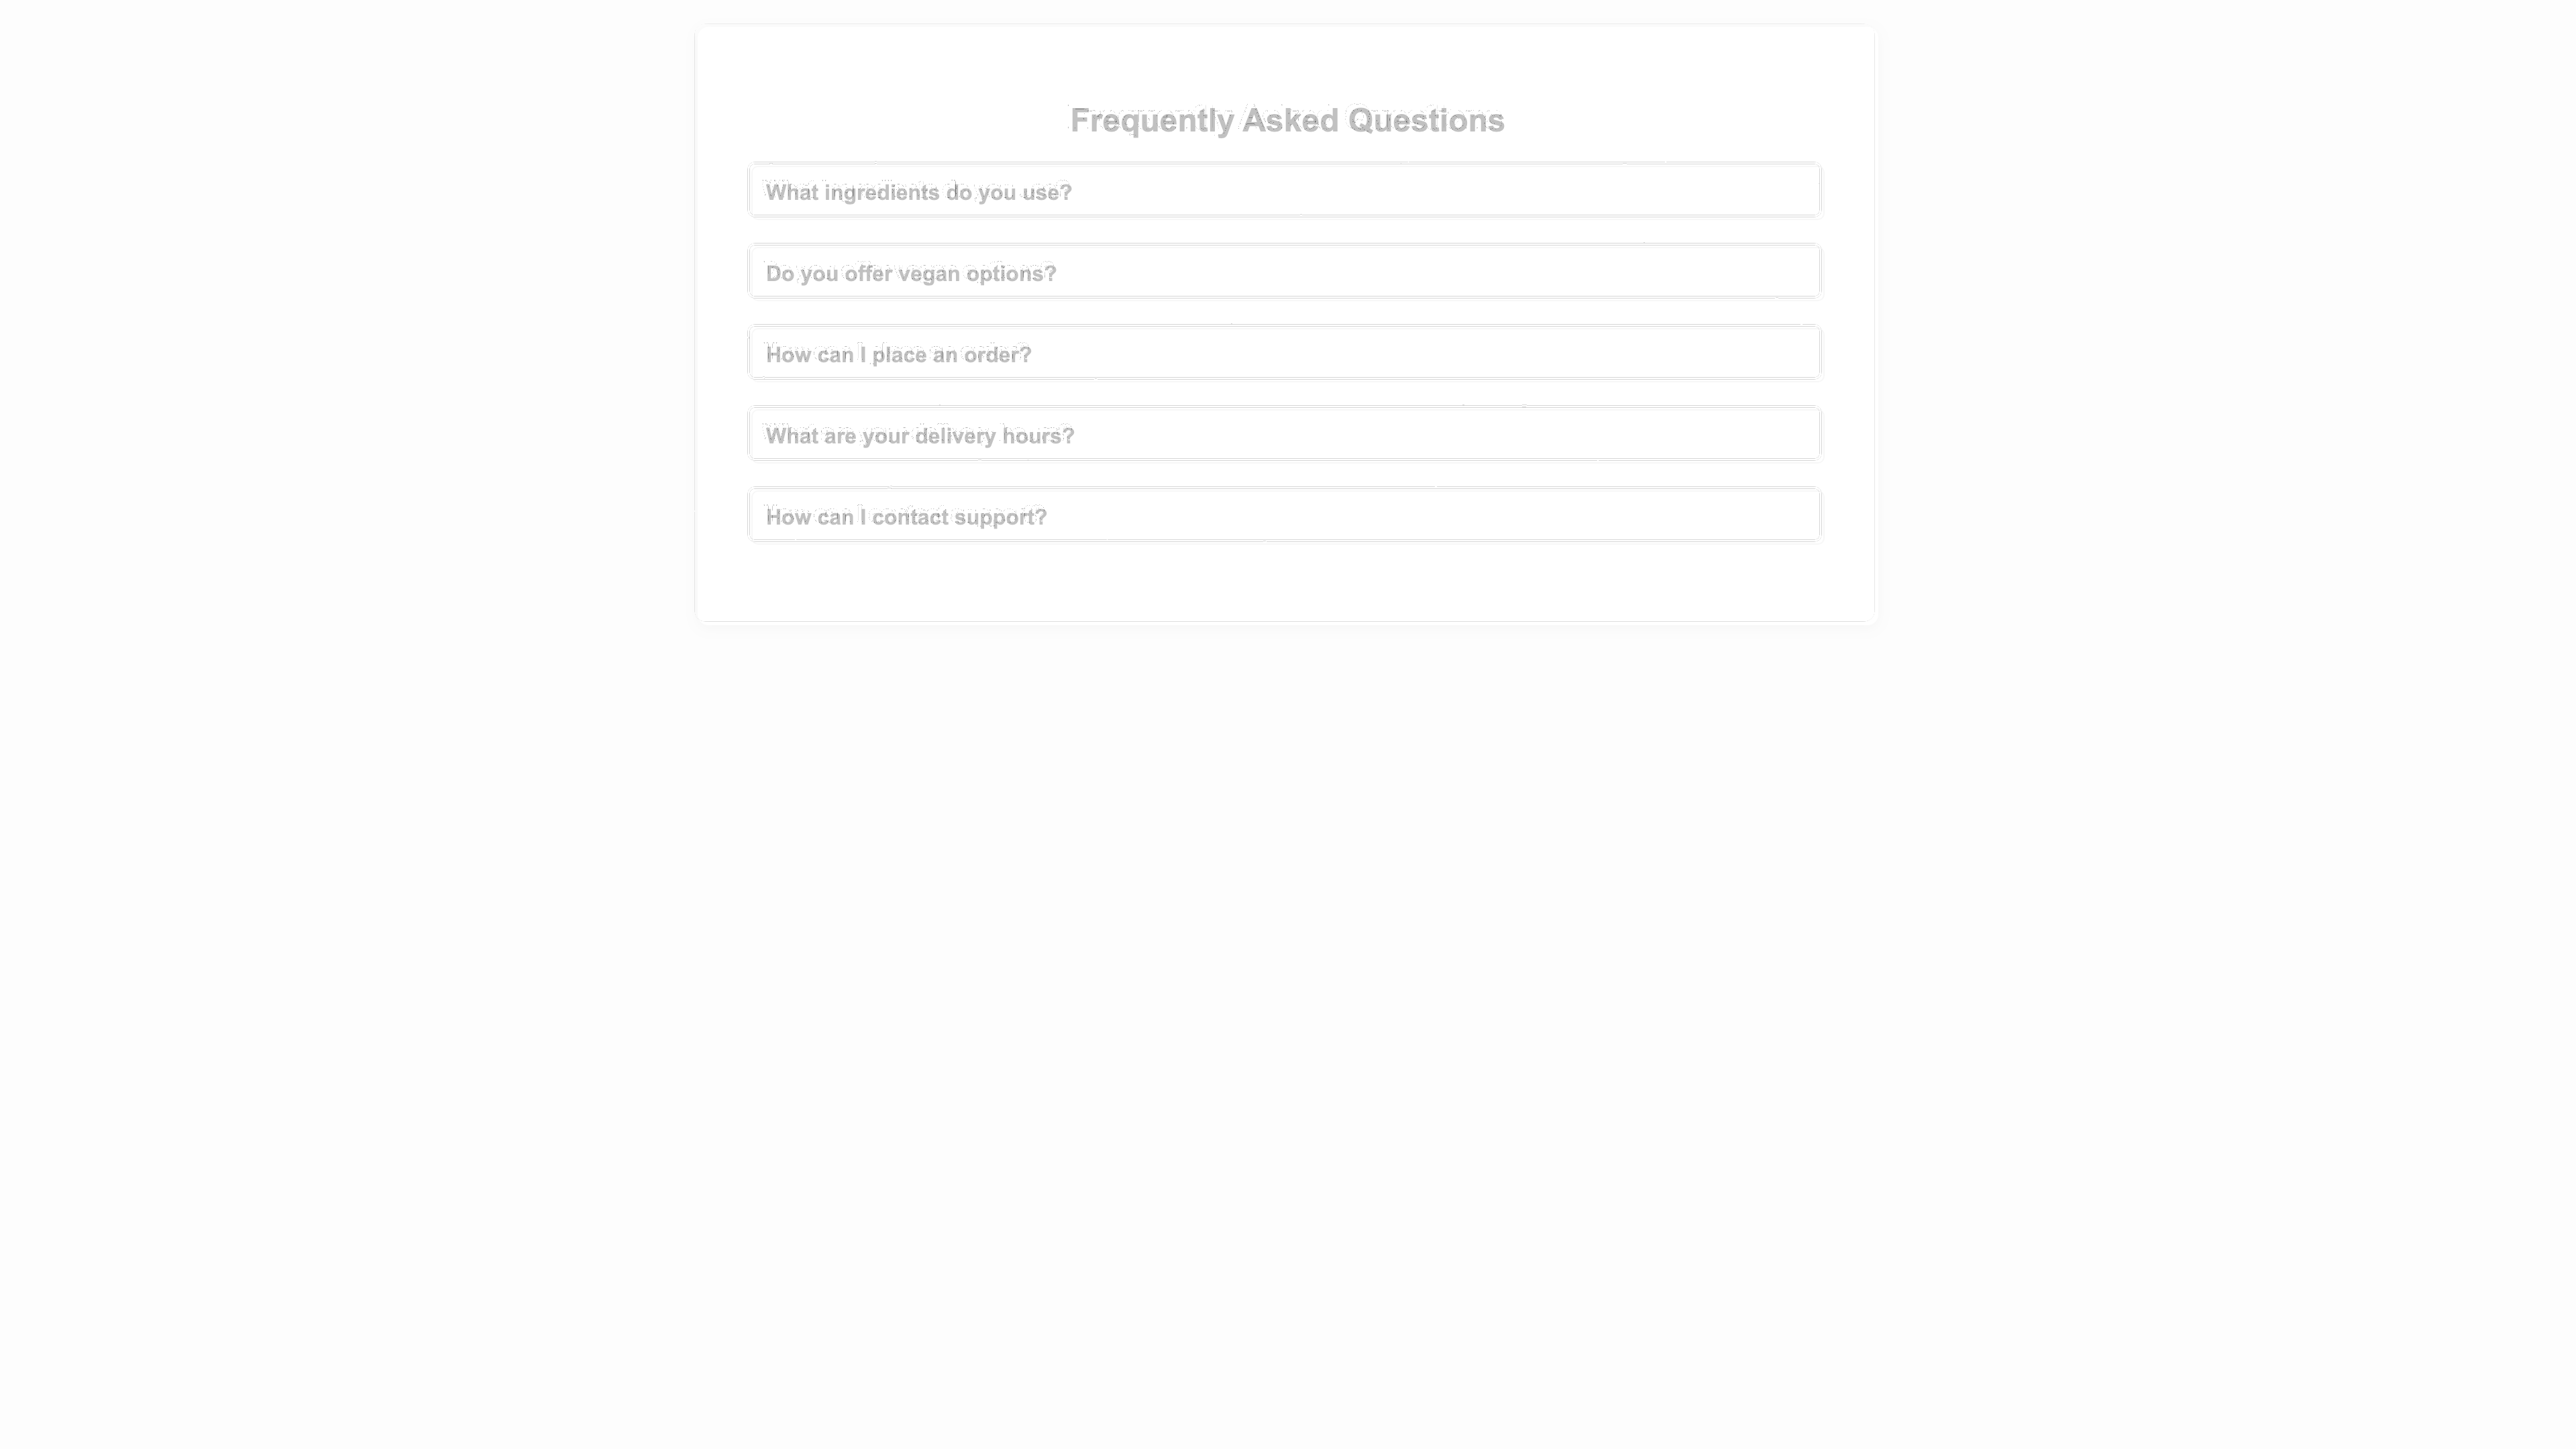 Frequently Asked Questions
What ingredients do you use?
Do you offer vegan options?
How can I place an order?
What are your delivery hours?
How can I contact support?